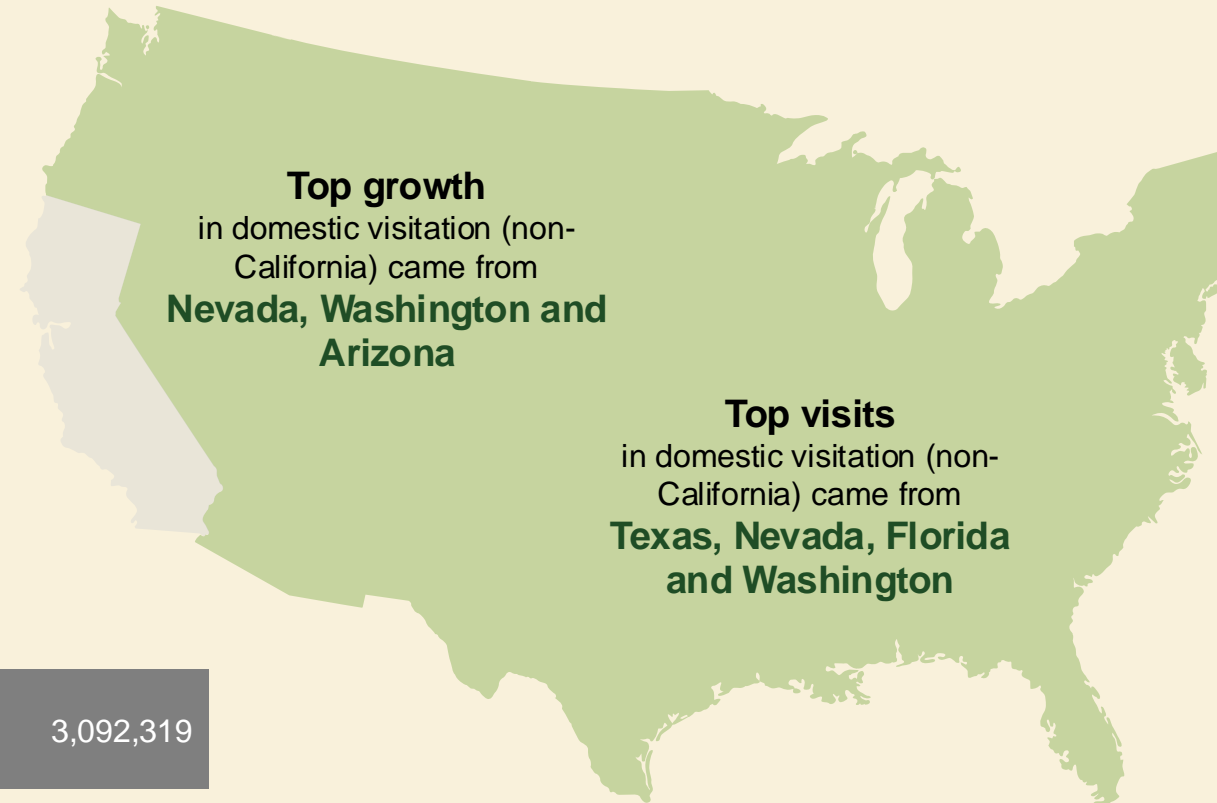 Top growth
in domestic visitation (non-
California) came from
Nevada, Washington and
Arizona
Top visits
in domestic visitation (non-
California) came from
Texas, Nevada, Florida
and Washington
3,092,319